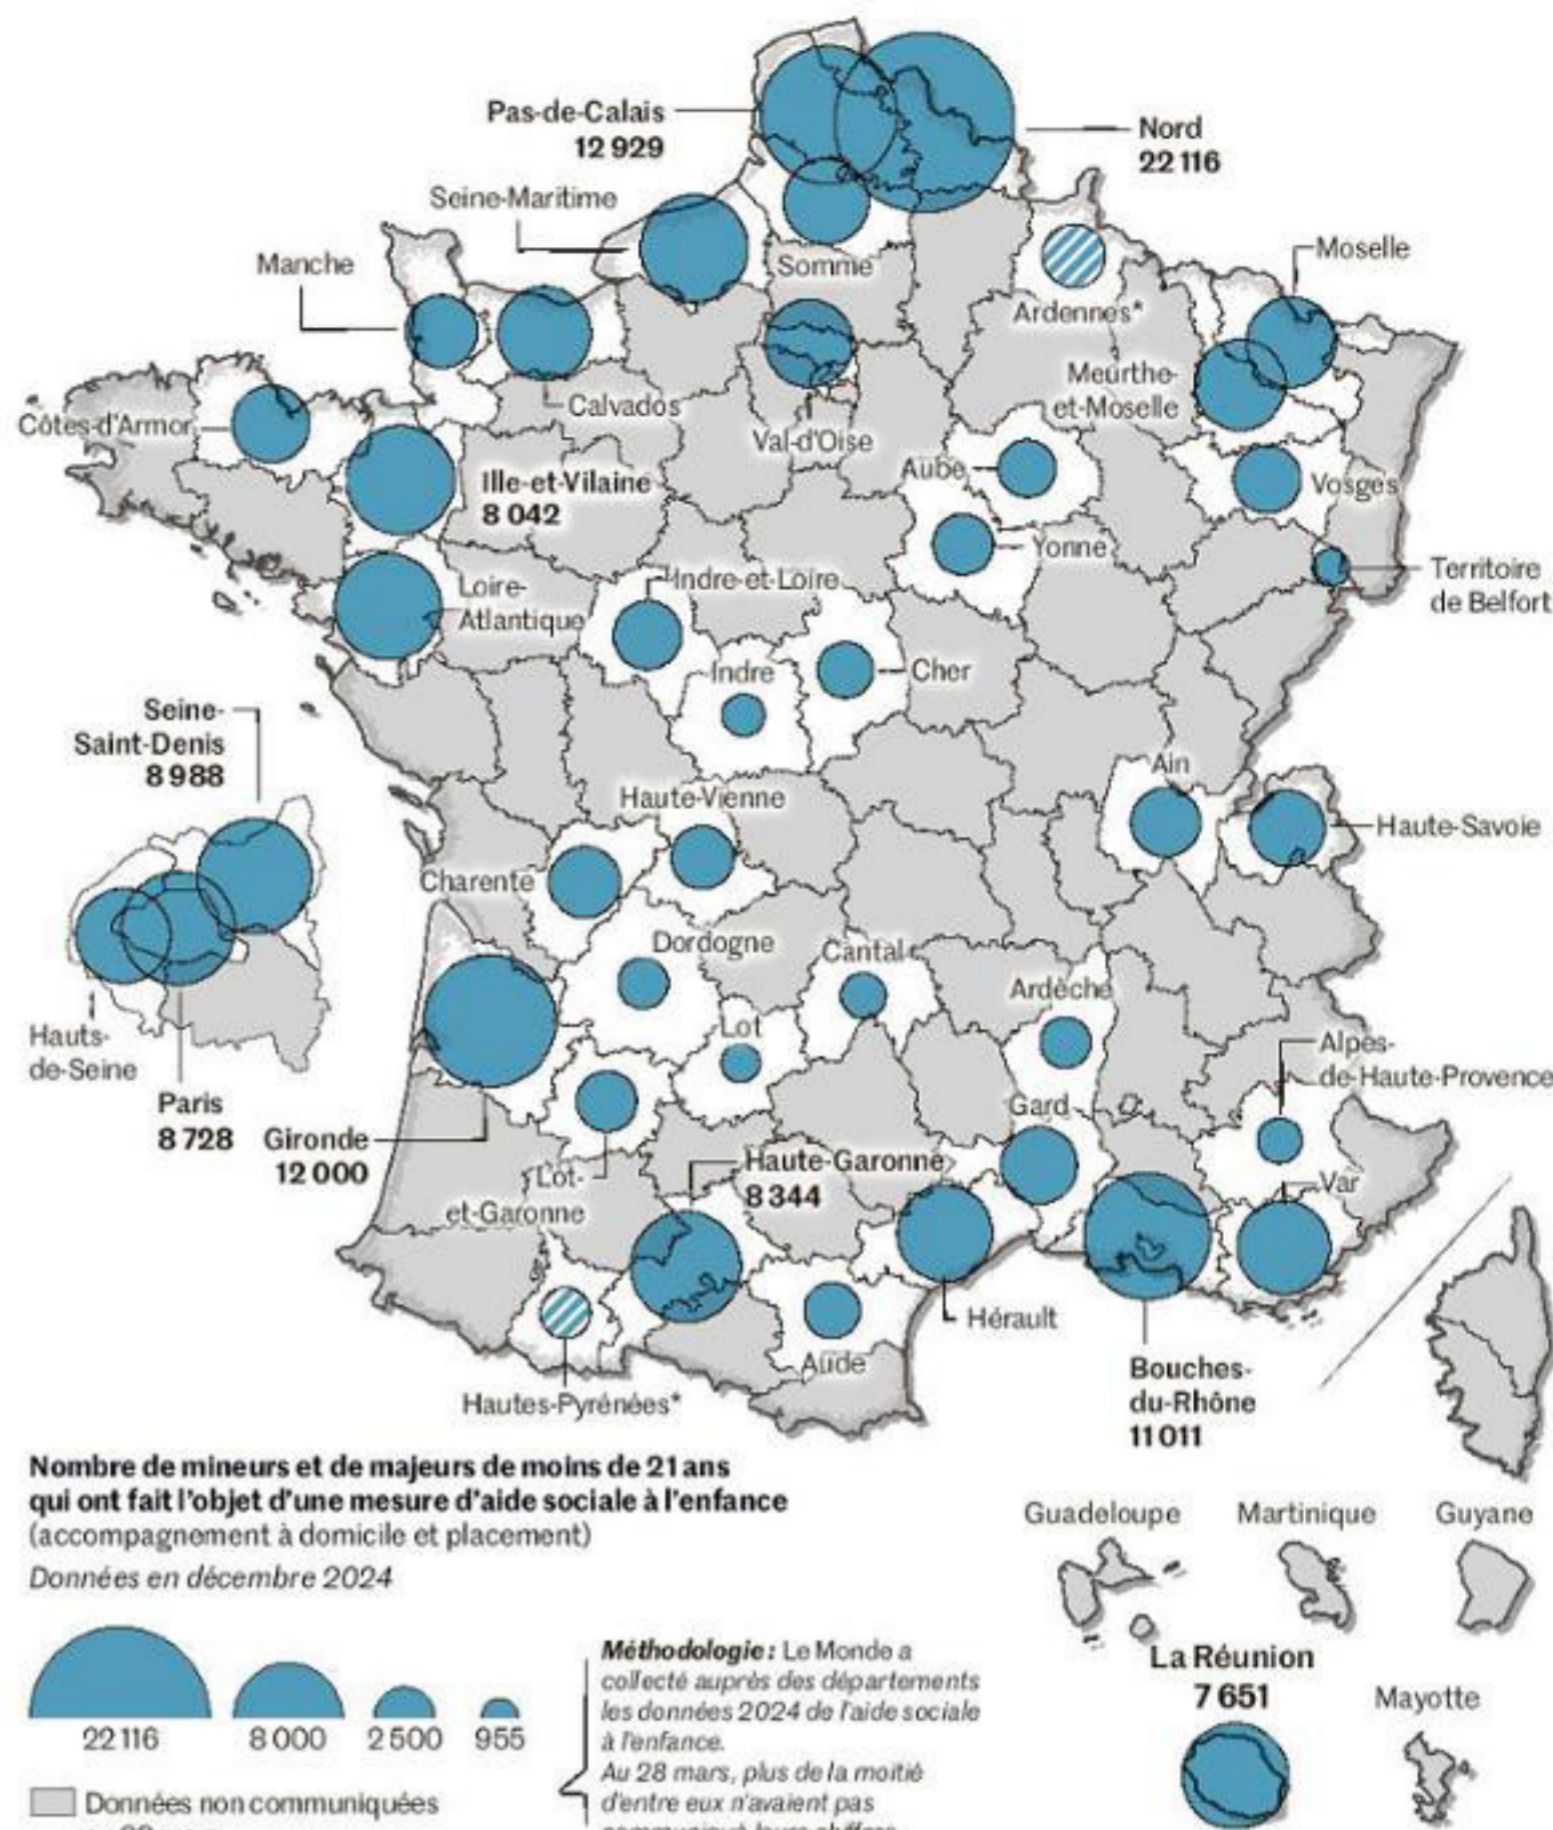 Pas-de-Calais
12 929
Nord
22 116
Seine-Maritime
Manche
Somme
Moselle
Ardennes*
Meurthe-
et-Moselle
Côtes-d'Armor
Calvados
Val-d'Oise
Aube
Vosges
Ille-et-Vilaine
8 042
Yonne
Indre-et-Loire
Territoire
de Belfort
Loire-
Atlantique
Indre
Cher
Seine-
Saint-Denis
8 988
Ain
Haute-Vienne
Haute-Savoie
Charente
Dordogne
Cantal
Ardèche
Lot
Hauts-
de-Seine
Alpes-
de-Haute-Provence
Paris
8 728
Gironde
12 000
Gard
Haute-Garonne
8 344
Lot-
et-Garonne
Var
Hérault
Aude
Hautes-Pyrénées*
Bouches-
du-Rhône
11 011
Nombre de mineurs et de majeurs de moins de 21 ans
qui ont fait l'objet d'une mesure d'aide sociale à l'enfance
(accompagnement à domicile et placement)
Données en décembre 2024
22 116
8 000
2 500
955
Données non communiquées
Méthodologie : Le Monde a
collecté auprès des départements
les données 2024 de l'aide sociale
à l'enfance.
Au 28 mars, plus de la moitié
d'entre eux n'avaient pas
Guadeloupe
Martinique
Guyane
La Réunion
7 651
Mayotte